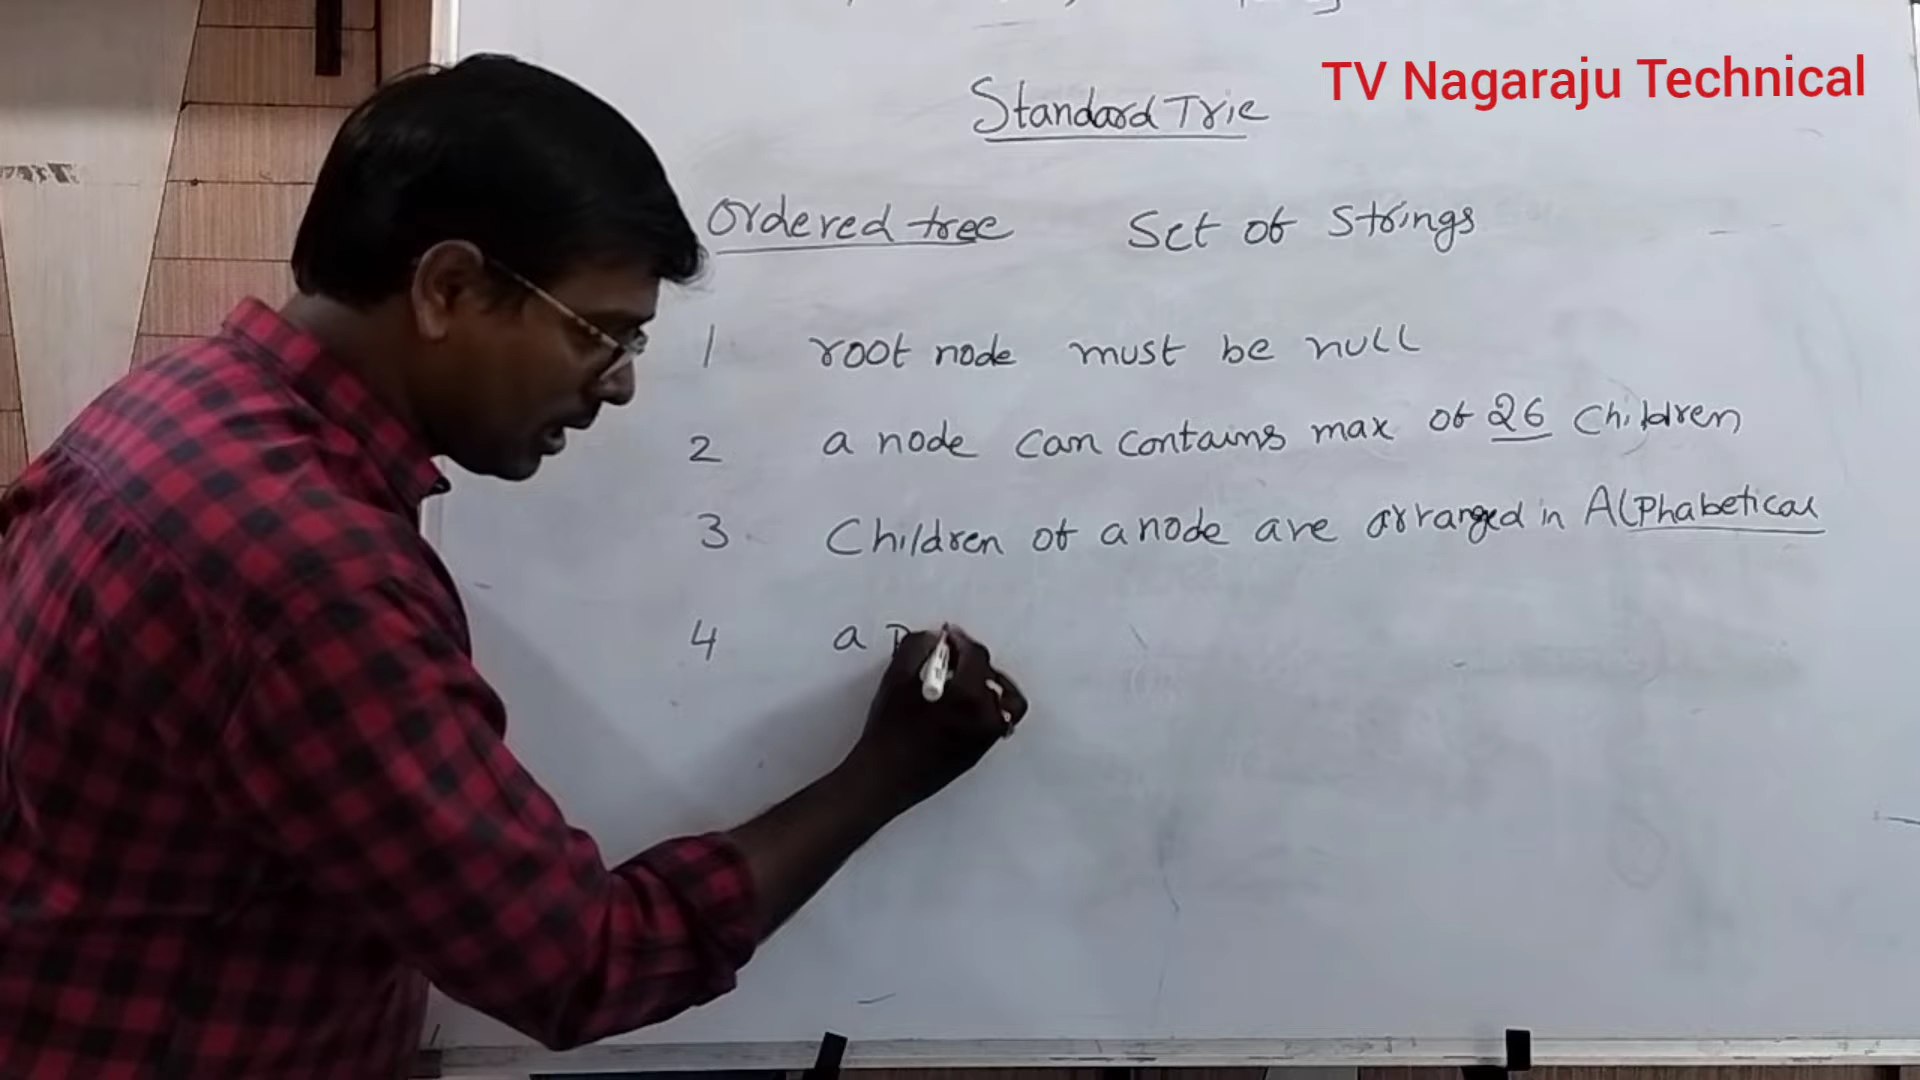 TV Nagaraju Technical
Standard Trie
Ordered tree Set of Strings
1 root node must be null
2 a node can contains max of 26 Children
3 Children of a node are arranged in Alphabetical
4 a